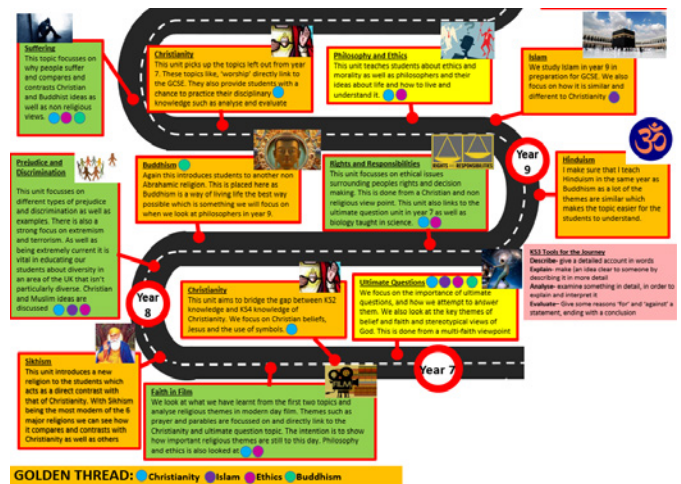 Suffering
This topic focusses on
why people suffer
and compares and
contrasts Christian
and Buddhist ideas as
well as non religious
views.
Christianity
This unit picks up the topics left out from year
7. These topics like, 'worship' directly link to
the GCSE. They also provide students with a
chance to practice their disciplinary
knowledge such as analyse and evaluate
Philosophy and Ethics
This unit teaches students about ethics and
morality as well as philosophers and their
ideas about life and how to live and
understand it.
Islam
We study Islam in year 9 in
preparation for GCSE. We also
focus on how it is similar and
different to Christianity
Year
9
Prejudice and
Discrimination
This unit focusses on
different types of prejudice
and discrimination as well as
examples. There is also a
strong focus on extremism
and terrorism. As well as
being extremely current it is
vital in educating our
students about diversity in
an area of the UK that isn't
particularly diverse. Christian
and Muslim ideas are
discussed
Buddhism
Again this introduces students to another non
Abrahamic religion. This is placed here as
Buddhism is a way of living life the best way
possible which is something we will focus
on when we look at philosophers in year 9.
Rights and Responsibilities
This unit focusses on ethical issues
surrounding peoples rights and decision
making. This is done from a Christian and non
religious view point. This unit also links to the
ultimate question unit in year 7 as well as
biology taught in science.
RIGHTS RESPONSIBILITIES
Hinduism
I make sure that I teach
Hinduism in the same year as
Buddhism as a lot of the
themes are similar which
makes the topic easier for the
students to understand.
KS3 Tools for the Journey
Describe- give a detailed account in words
Explain- make (an idea clear to someone by
describing it in more detail
Analyse- examine something in detail, in order to
explain and interpret it
Evaluate- Give some reasons 'for' and 'against' a
statement, ending with a conclusion
Year
8
Christianity
This unit aims to bridge the gap between KS2
knowledge and KS4 knowledge of
Christianity. We focus on Christian beliefs,
Jesus and the use of symbols.
Ultimate Questions
We focus on the importance of ultimate
questions, and how we attempt to answer
them. We also look at the key themes of
belief and faith and stereotypical views of
God. This is done from a multi-faith viewpoint
Year 7
Sikhism
This unit introduces a new
religion to the students which
acts as a direct contrast with
that of Christianity. With Sikhism
being the most modern of the 6
major religions we can see how
it compares and contrasts with
Christianity as well as others
FILM
Faith in Film
We look at what we have learnt from the first two topics and
analyse religious themes in modern day film. Themes such as
prayer and parables are focussed on and directly link to the
Christianity and ultimate question topic. The intention is to show
how important religious themes are still to this day. Philosophy
and ethics is also looked at
GOLDEN THREAD: Christianity Islam Ethics Buddhism